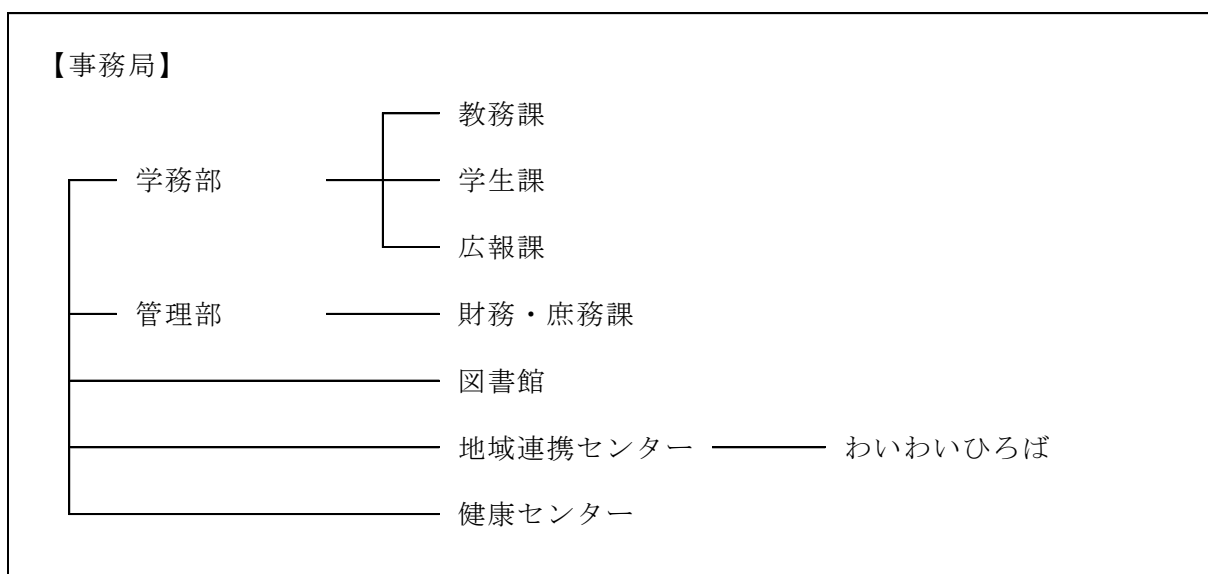 【事務局】
教務課
学務部 学生課
広報課
管理部 財務・庶務課
図書館
地域連携センター わいわいひろば
健康センター